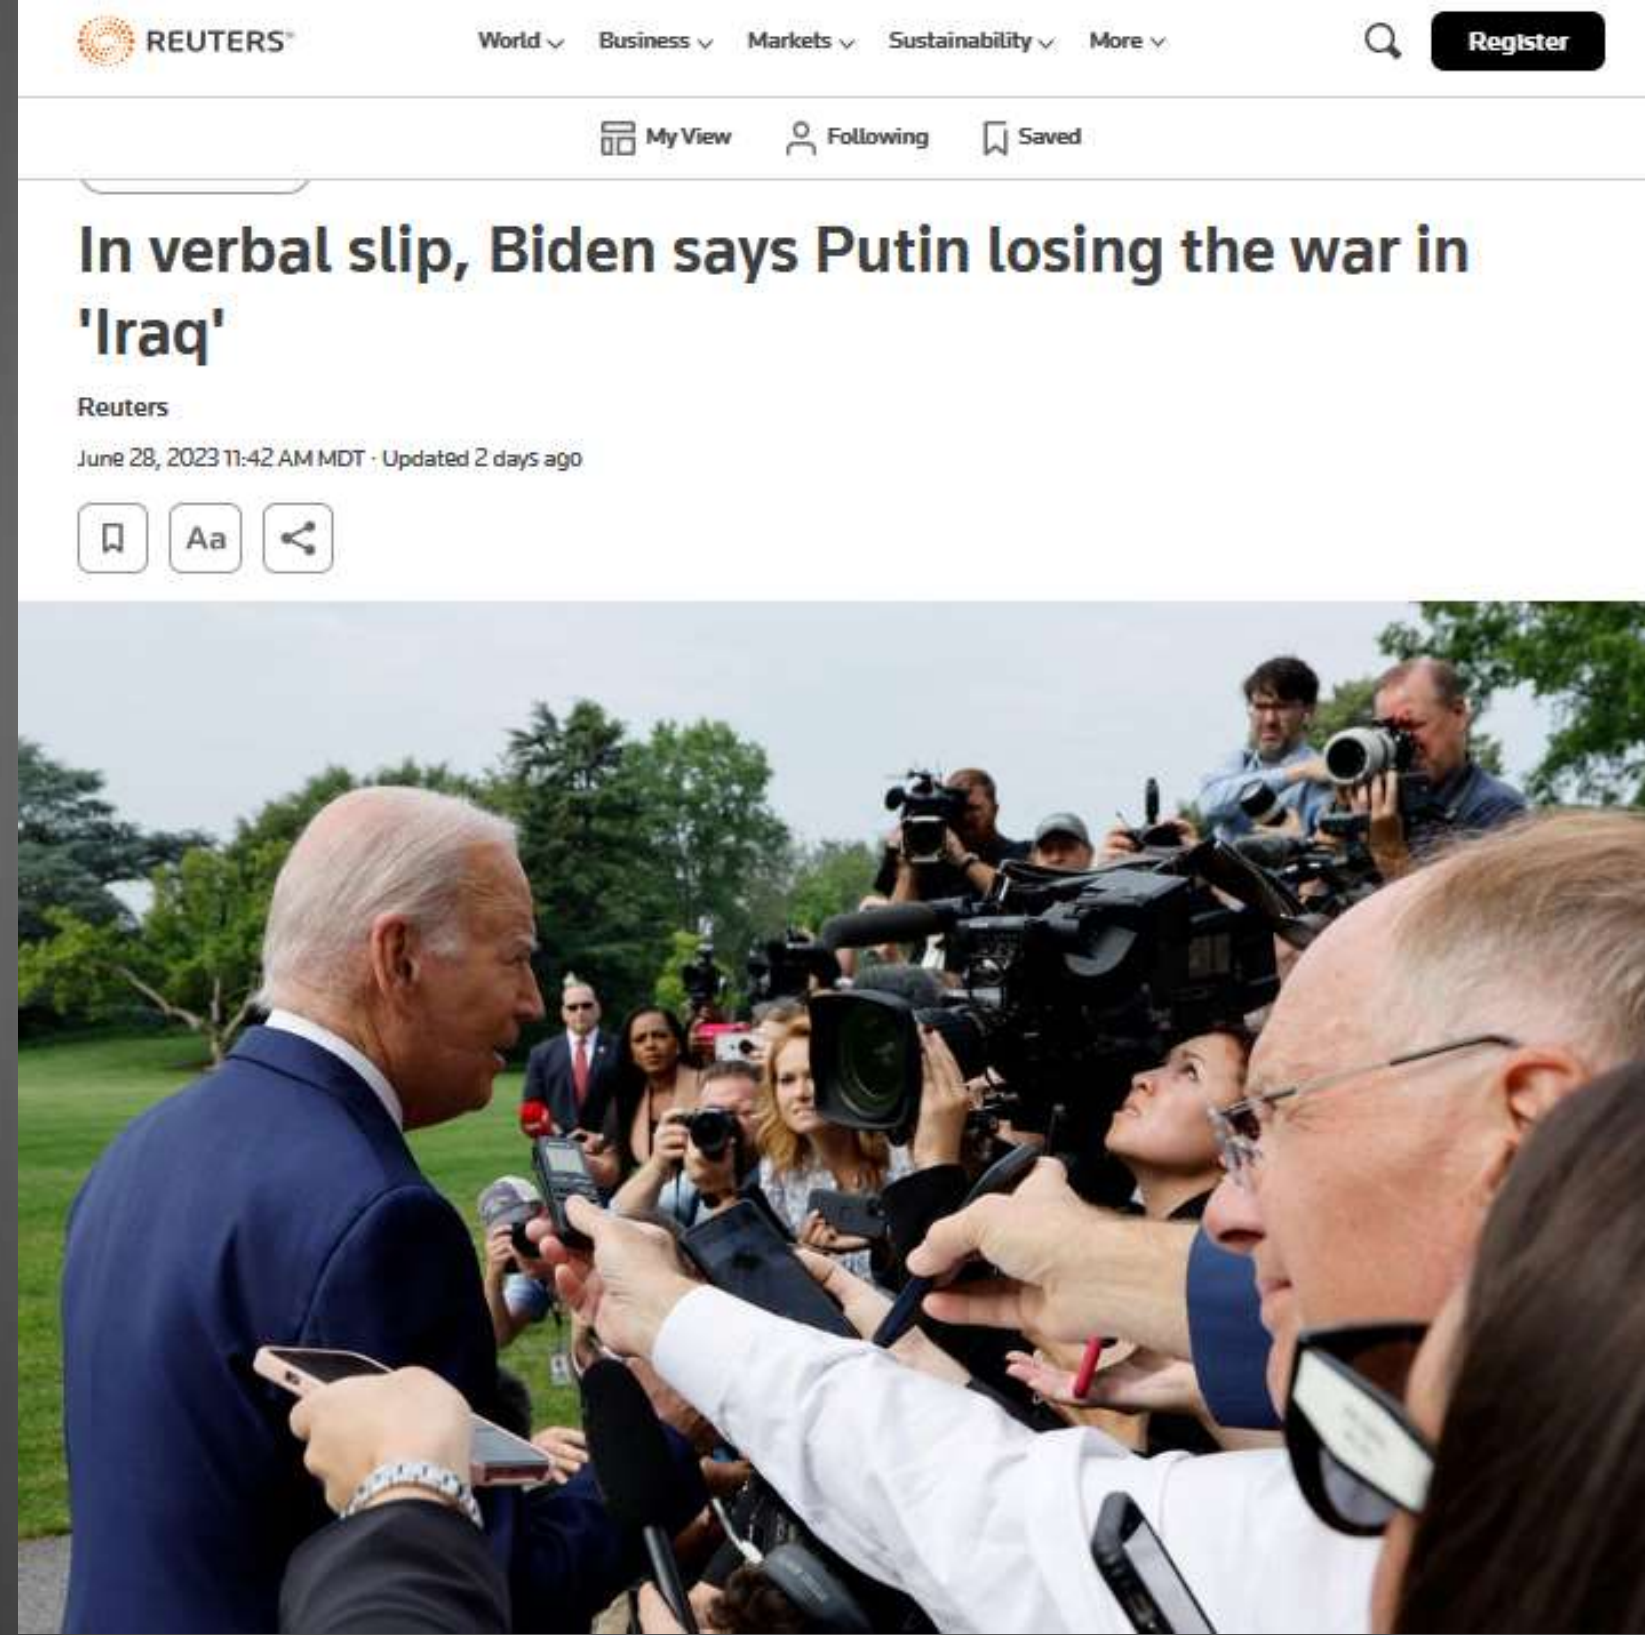 REUTERS®
World Business Markets Sustainability More Register
My View Following Saved
In verbal slip, Biden says Putin losing the war in
'Iraq'
Reuters
June 28, 2023 11:42 AM MDT · Updated 2 days ago
Aa